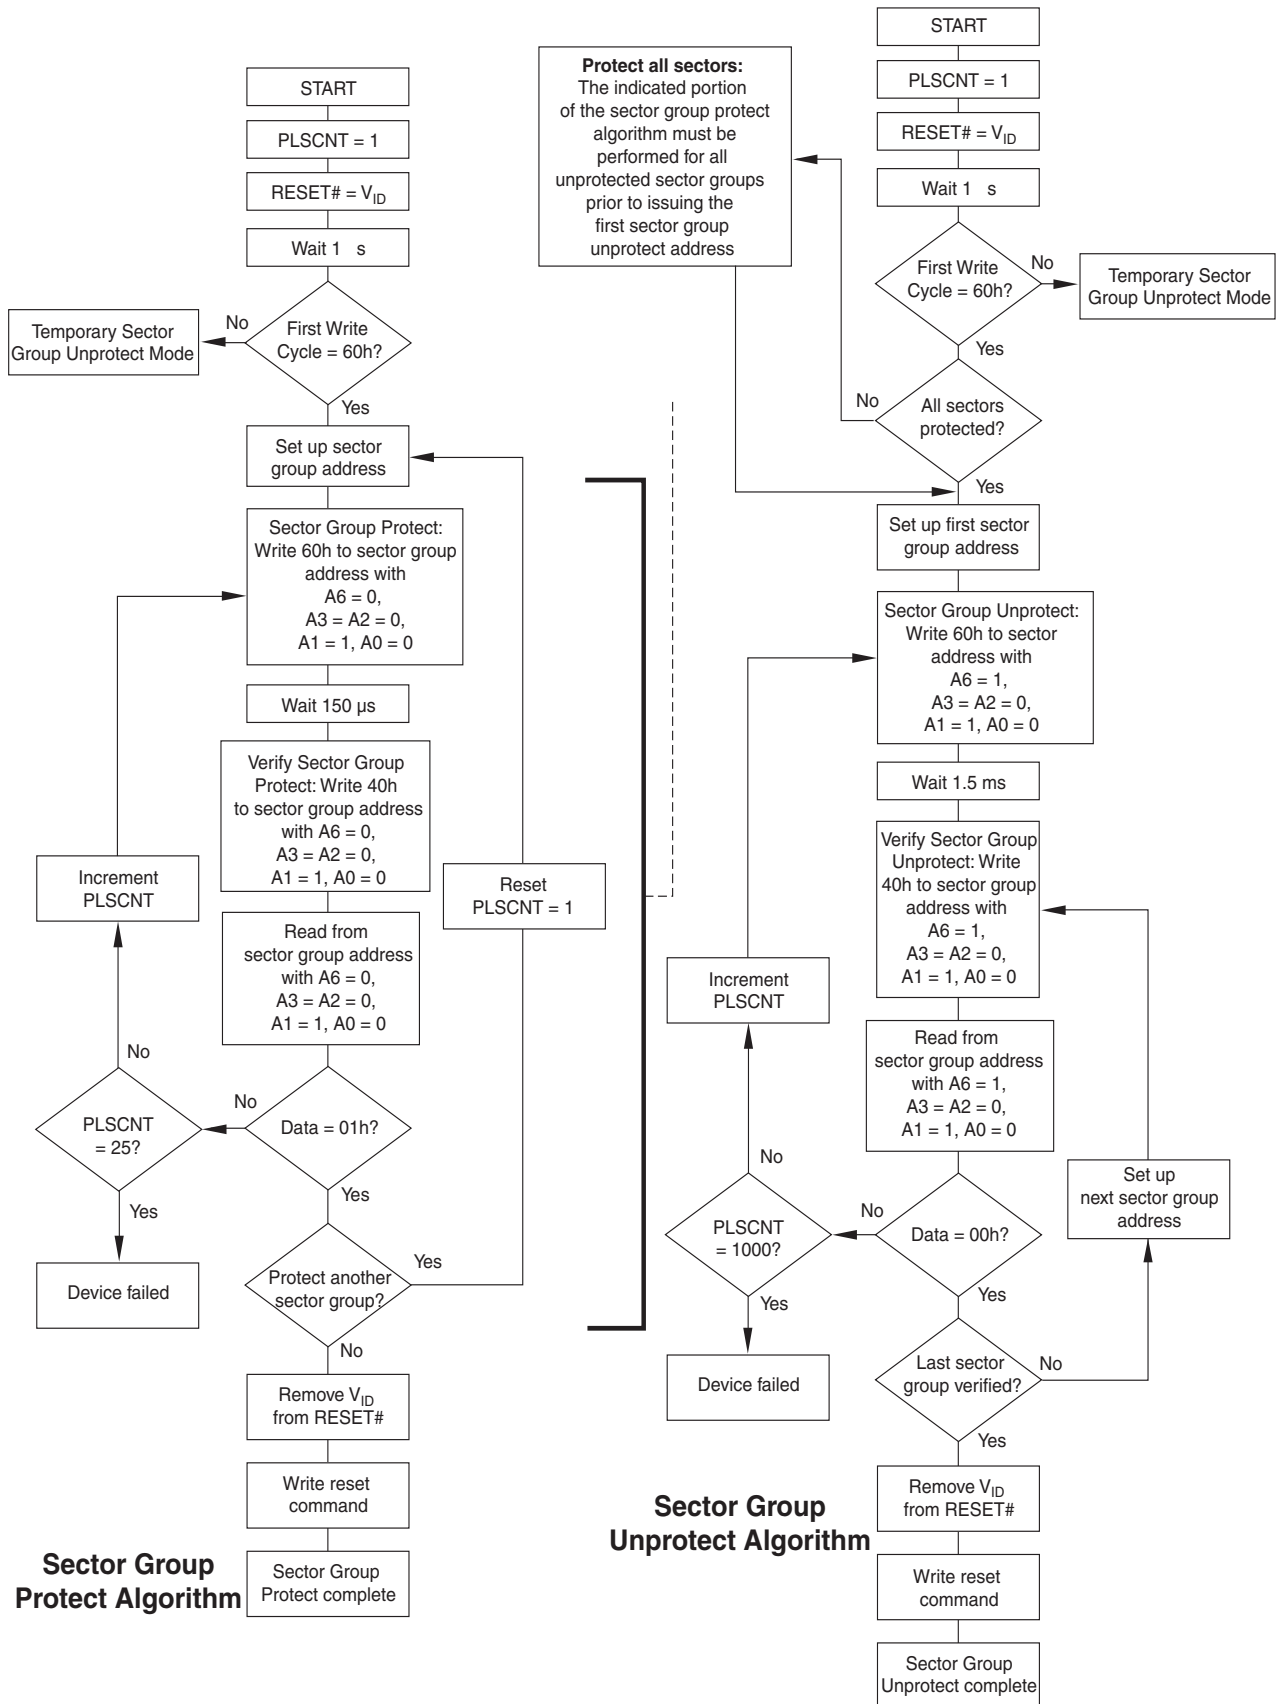 START
PLSCNT = 1
RESET# = VID
Wait 1 s
First Write
Cycle = 60h?
No
Temporary Sector
Group Unprotect Mode
Yes
Set up sector
group address
Sector Group Protect:
Write 60h to sector group
address with
A6 = 0,
A3 = A2 = 0,
A1 = 1, A0 = 0
Wait 150 µs
Verify Sector Group
Protect: Write 40h
to sector group address
with A6 = 0,
A3 = A2 = 0,
A1 = 1, A0 = 0
Increment
PLSCNT
Reset
PLSCNT = 1
Read from
sector group address
with A6 = 0,
A3 = A2 = 0,
A1 = 1, A0 = 0
No
No
PLSCNT
= 25?
Data = 01h?
Yes
Yes
Device failed
Protect another
sector group?
Yes
No
Remove VID
from RESET#
Write reset
command
Sector Group
Protect complete
Sector Group
Protect Algorithm
Protect all sectors:
The indicated portion
of the sector group protect
algorithm must be
performed for all
unprotected sector groups
prior to issuing the
first sector group
unprotect address
START
PLSCNT = 1
RESET# = VID
Wait 1 s
First Write
Cycle = 60h?
No
Temporary Sector
Group Unprotect Mode
Yes
No
All sectors
protected?
Yes
Set up first sector
group address
Sector Group Unprotect:
Write 60h to sector
address with
A6 = 1,
A3 = A2 = 0,
A1 = 1, A0 = 0
Wait 1.5 ms
Verify Sector Group
Unprotect: Write
40h to sector group
address with
A6 = 1,
A3 = A2 = 0,
A1 = 1, A0 = 0
Increment
PLSCNT
Read from
sector group address
with A6 = 1,
A3 = A2 = 0,
A1 = 1, A0 = 0
No
No
PLSCNT
= 1000?
Data = 00h?
Set up
next sector group
address
Yes
Yes
Device failed
Last sector
group verified?
No
Yes
Remove VID
from RESET#
Write reset
command
Sector Group
Unprotect complete
Sector Group
Unprotect Algorithm